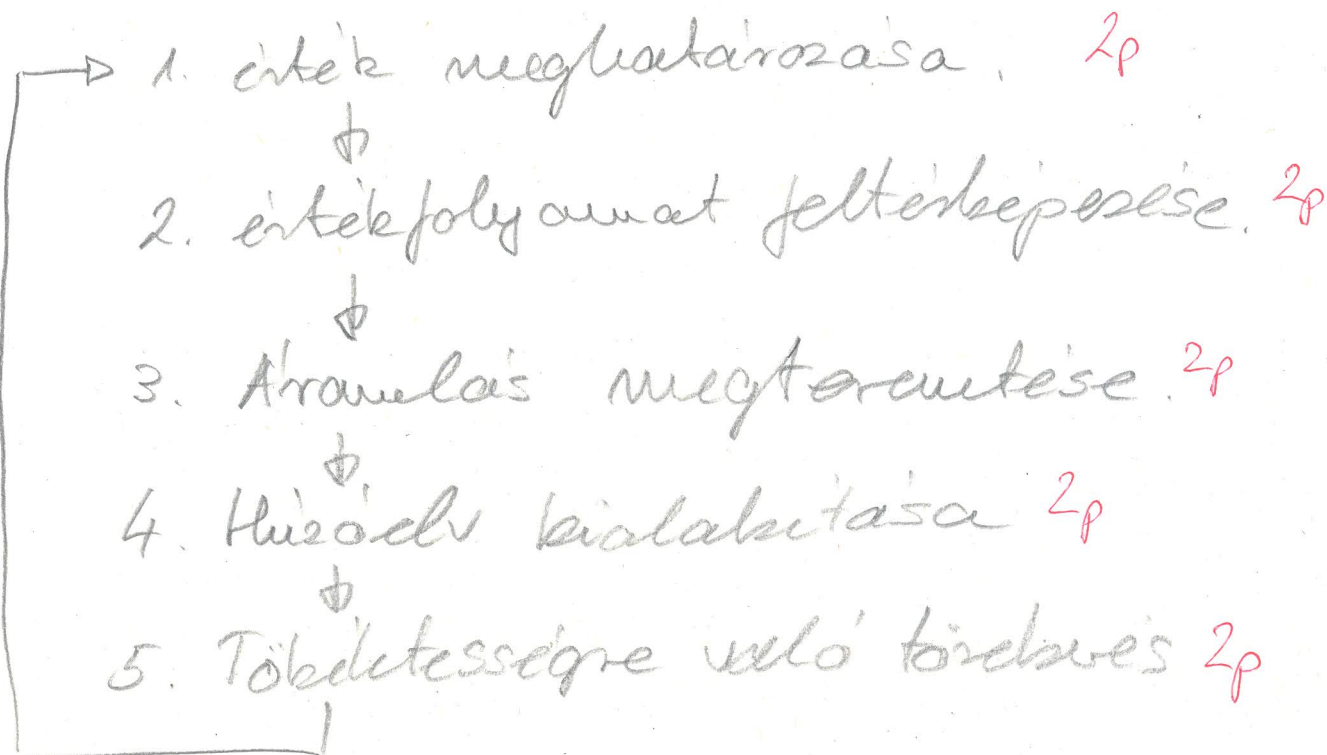 1. érték meghatározása. 2p
2. értékfolyamat feltérképezése. 2p
3. Áramlás megteremtése. 2p
4. Húzóelv kialakítása 2p
5. Tökéletességre való törekvés 2p